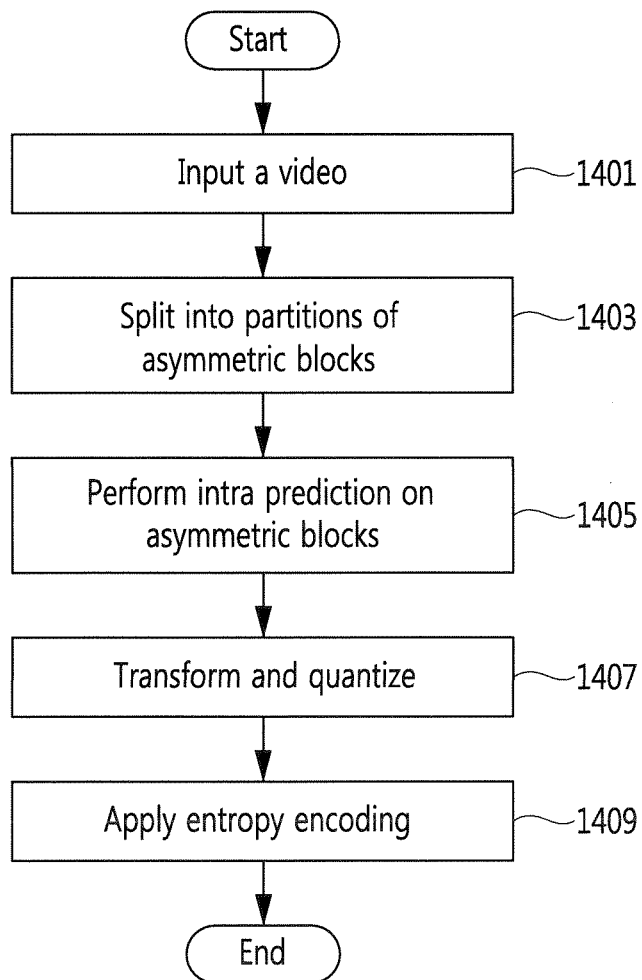 Start
Input a video
1401
Split into partitions of
asymmetric blocks
1403
Perform intra prediction on
asymmetric blocks
1405
Transform and quantize
1407
Apply entropy encoding
1409
End